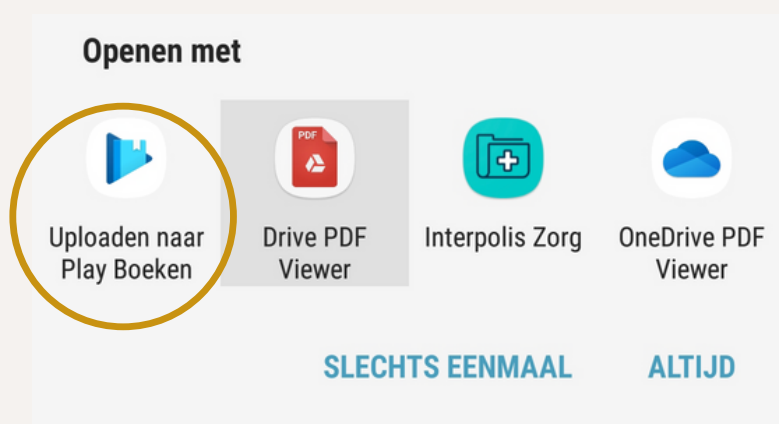 Openen met
PDF
Uploaden naar
Play Boeken
Drive PDF
Viewer
Interpolis Zorg
OneDrive PDF
Viewer
SLECHTS EENMAAL
ALTIJD